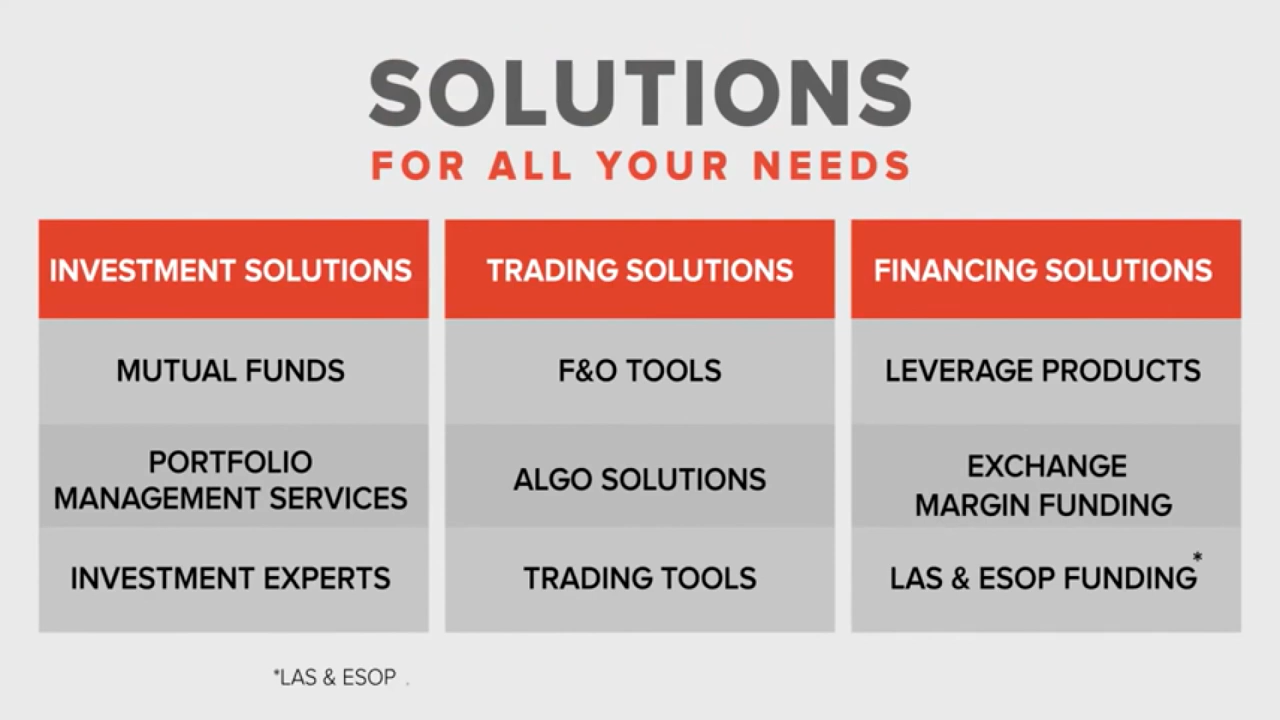 SOLUTIONS
FOR ALL YOUR NEEDS
INVESTMENT SOLUTIONS
MUTUAL FUNDS
PORTFOLIO
MANAGEMENT SERVICES
INVESTMENT EXPERTS
TRADING SOLUTIONS
F&O TOOLS
ALGO SOLUTIONS
TRADING TOOLS
FINANCING SOLUTIONS
LEVERAGE PRODUCTS
EXCHANGE
MARGIN FUNDING
LAS & ESOP FUNDING*
*LAS & ESOP .